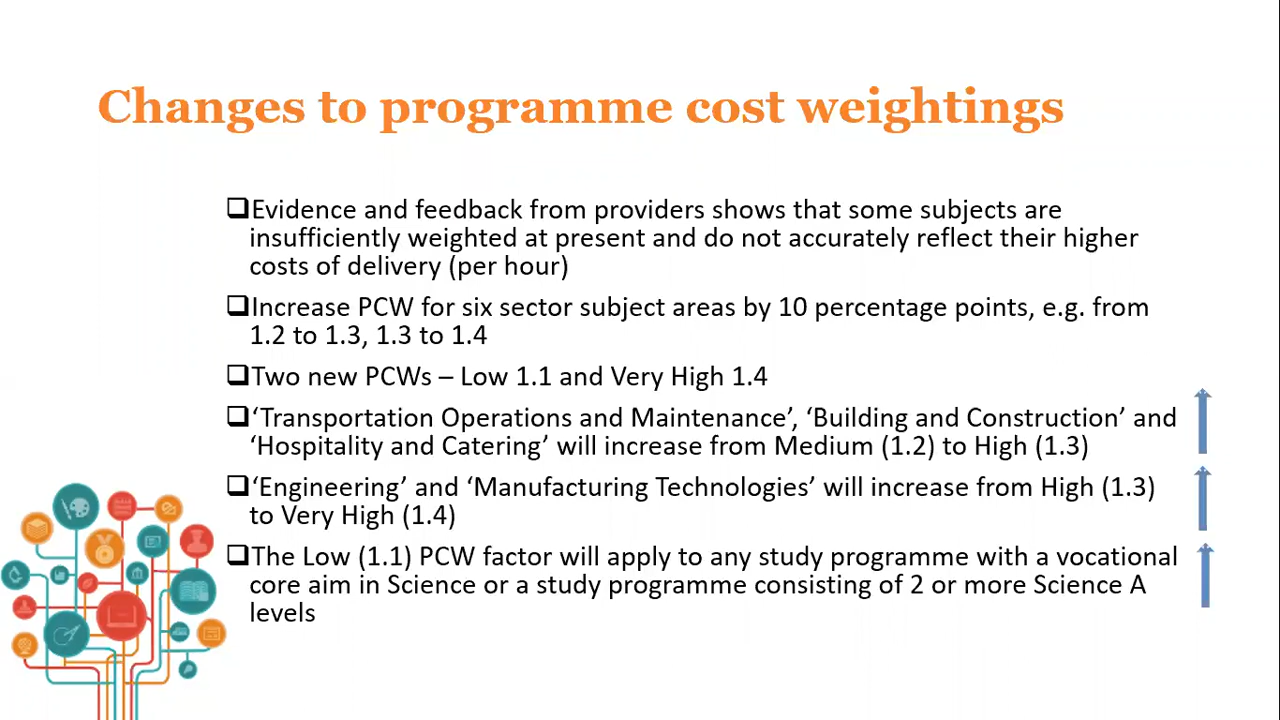 Changes to programme cost weightings
❑Evidence and feedback from providers shows that some subjects are
insufficiently weighted at present and do not accurately reflect their higher
costs of delivery (per hour)
❑Increase PCW for six sector subject areas by 10 percentage points, e.g. from
1.2 to 1.3, 1.3 to 1.4
❑Two new PCWs – Low 1.1 and Very High 1.4
❑‘Transportation Operations and Maintenance’, ‘Building and Construction’ and
‘Hospitality and Catering’ will increase from Medium (1.2) to High (1.3)
❑‘Engineering’ and ‘Manufacturing Technologies’ will increase from High (1.3)
to Very High (1.4)
❑The Low (1.1) PCW factor will apply to any study programme with a vocational
core aim in Science or a study programme consisting of 2 or more Science A
levels